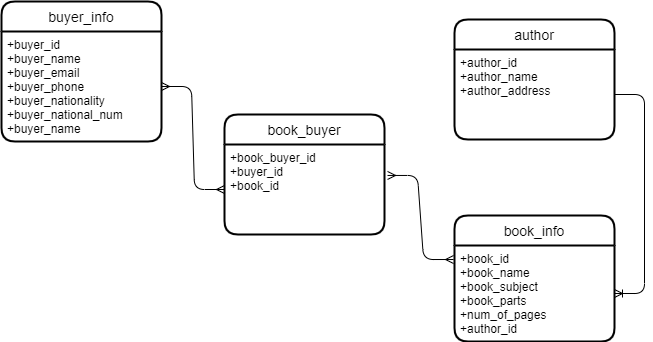 buyer_info
+buyer_id
+buyer_name
+buyer_email
+buyer_phone
+buyer_nationality
+buyer_national_num
+buyer_name
book_buyer
+book_buyer_id
+buyer_id
+book_id
author
+author_id
+author_name
+author_address
book_info
+book_id
+book_name
+book_subject
+book_parts
+num_of_pages
+author_id